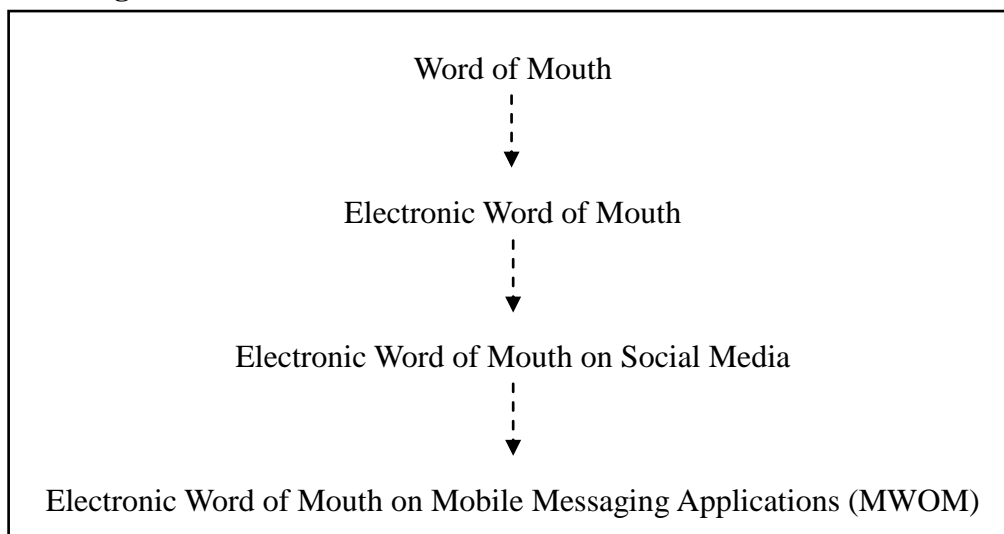 Word of Mouth
Electronic Word of Mouth
Electronic Word of Mouth on Social Media
Electronic Word of Mouth on Mobile Messaging Applications (MWOM)